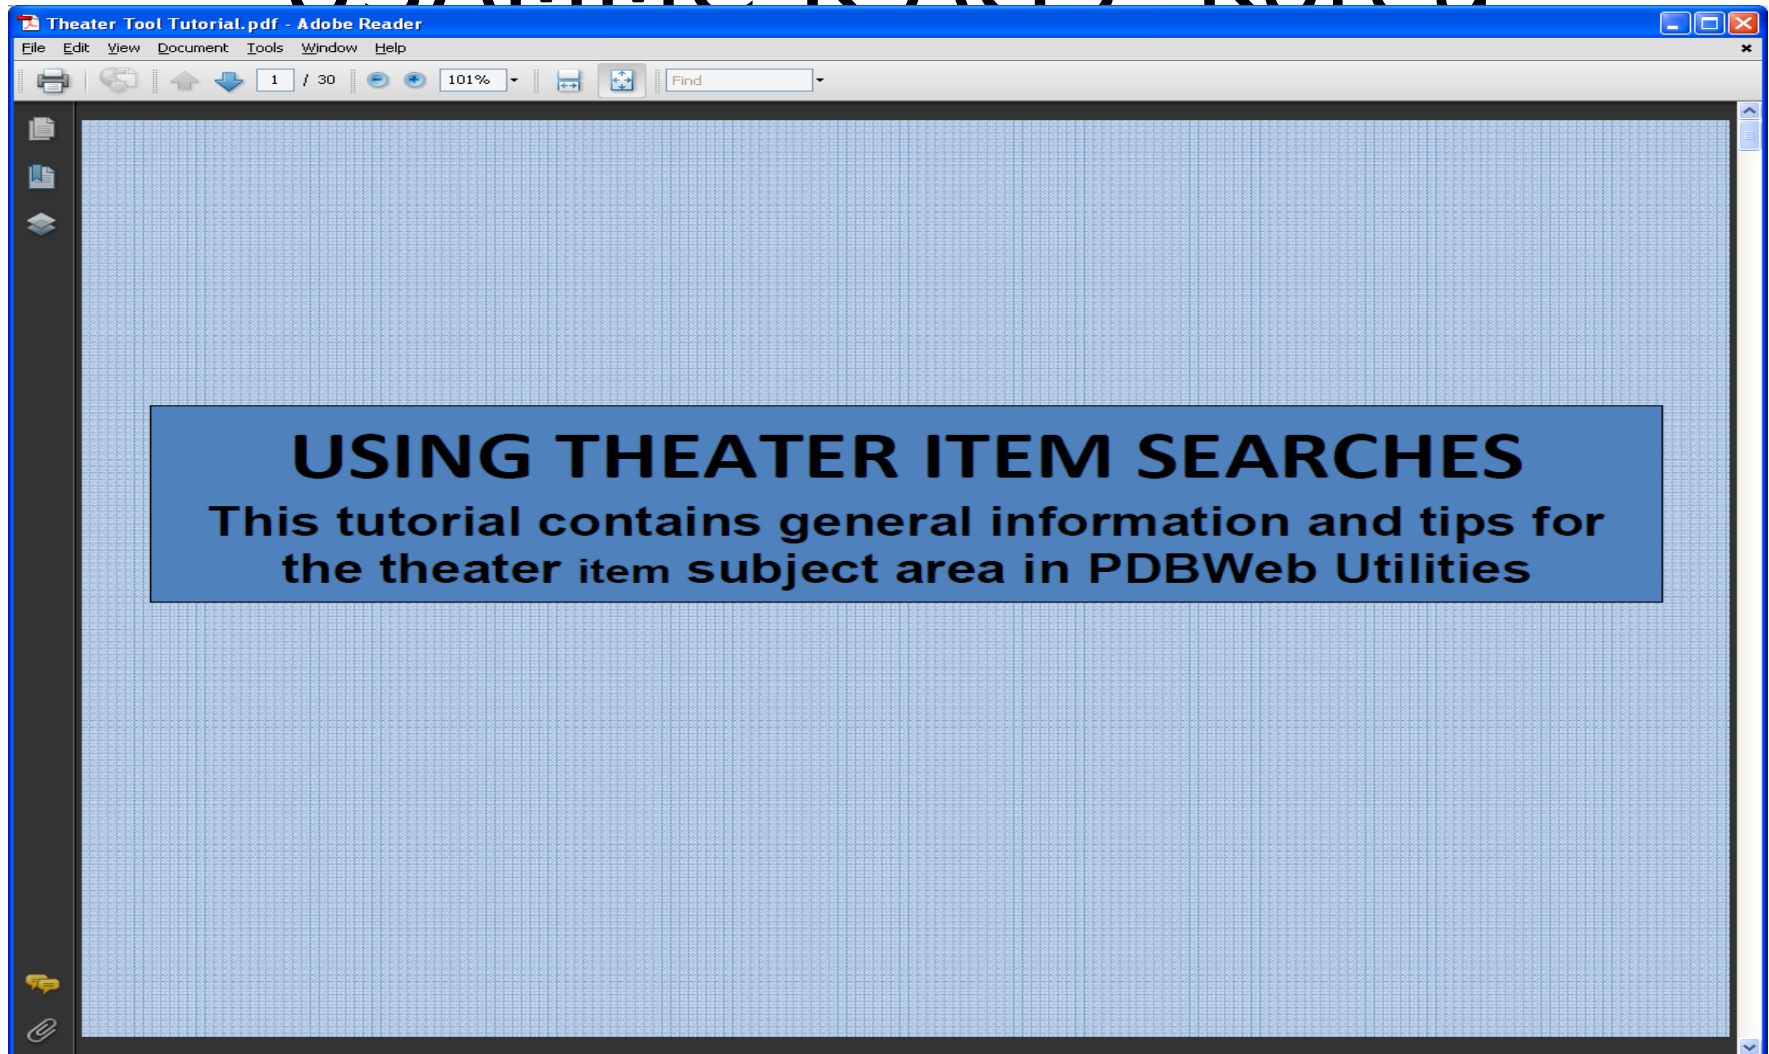 Theater Tool Tutorial.pdf - Adobe Reader
File Edit View Document Tools Window Help
1 / 30 101% Find
USING THEATER ITEM SEARCHES
This tutorial contains general information and tips for
the theater item subject area in PDBWeb Utilities